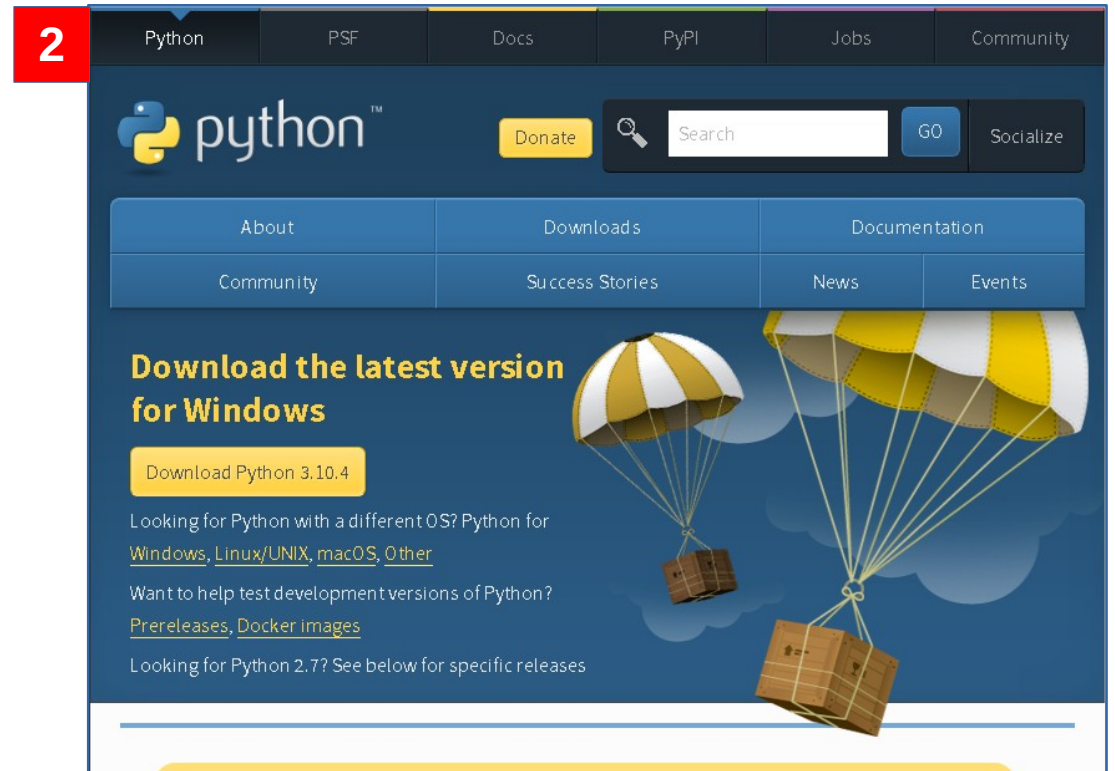 2
Python PSF Docs PyPI Jobs Community
python™
Donate Search GO Socialize
About Downloads Documentation
Community Success Stories News Events
Download the latest version
for Windows
Download Python 3.10.4
Looking for Python with a different OS? Python for
Windows, Linux/UNIX, macOS, Other
Want to help test development versions of Python?
Prereleases, Docker images
Looking for Python 2.7? See below for specific releases